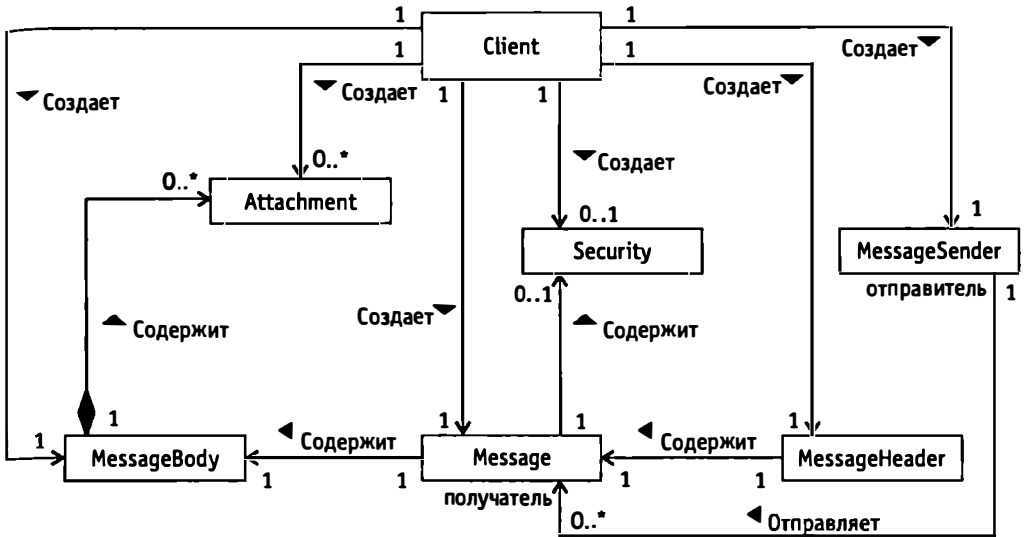 1
1
Client
1
1
Создает
Создает
Создает
Создает
1
1
0..*
Создает
0..*
Attachment
0..1
1
Security
MessageSender
0..1
отправитель
1
Содержит
Создает
Содержит
1
1
1
1
1
Содержит
Содержит
MessageBody
Message
MessageHeader
1
1
1
1
получатель
0..*
Отправляет